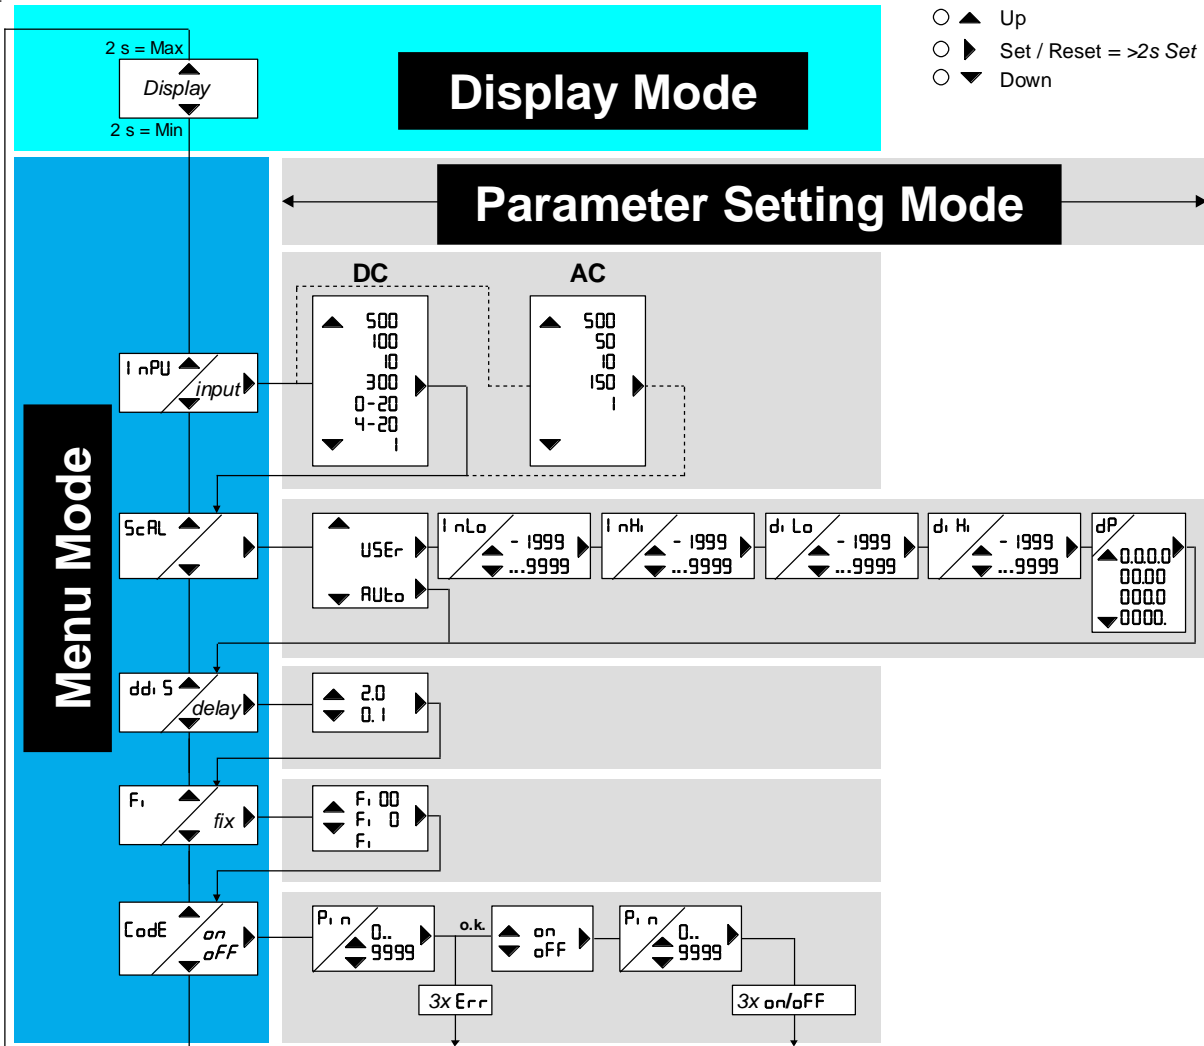 ▲ Up
▶ Set / Reset = >2s Set
▼ Down
2 s = Max
Display
2 s = Min
Display Mode
Menu Mode
Parameter Setting Mode
DC
AC
InPU
input
500
100
10
300
0-20
4-20
1
500
50
10
150
1
ScAL
USEr
AUto
InLo
-1999
...9999
InHi
-1999
...9999
diLo
-1999
...9999
diHi
-1999
...9999
dP
0.0.0.0
00.00
000.0
0000.
ddiS
delay
2.0
0.1
Fi
fix
Fi 00
Fi 0
Fi
CodE
on
oFF
Pin
0..
9999
o.k.
on
oFF
Pin
0..
9999
3x Err
3x on/oFF